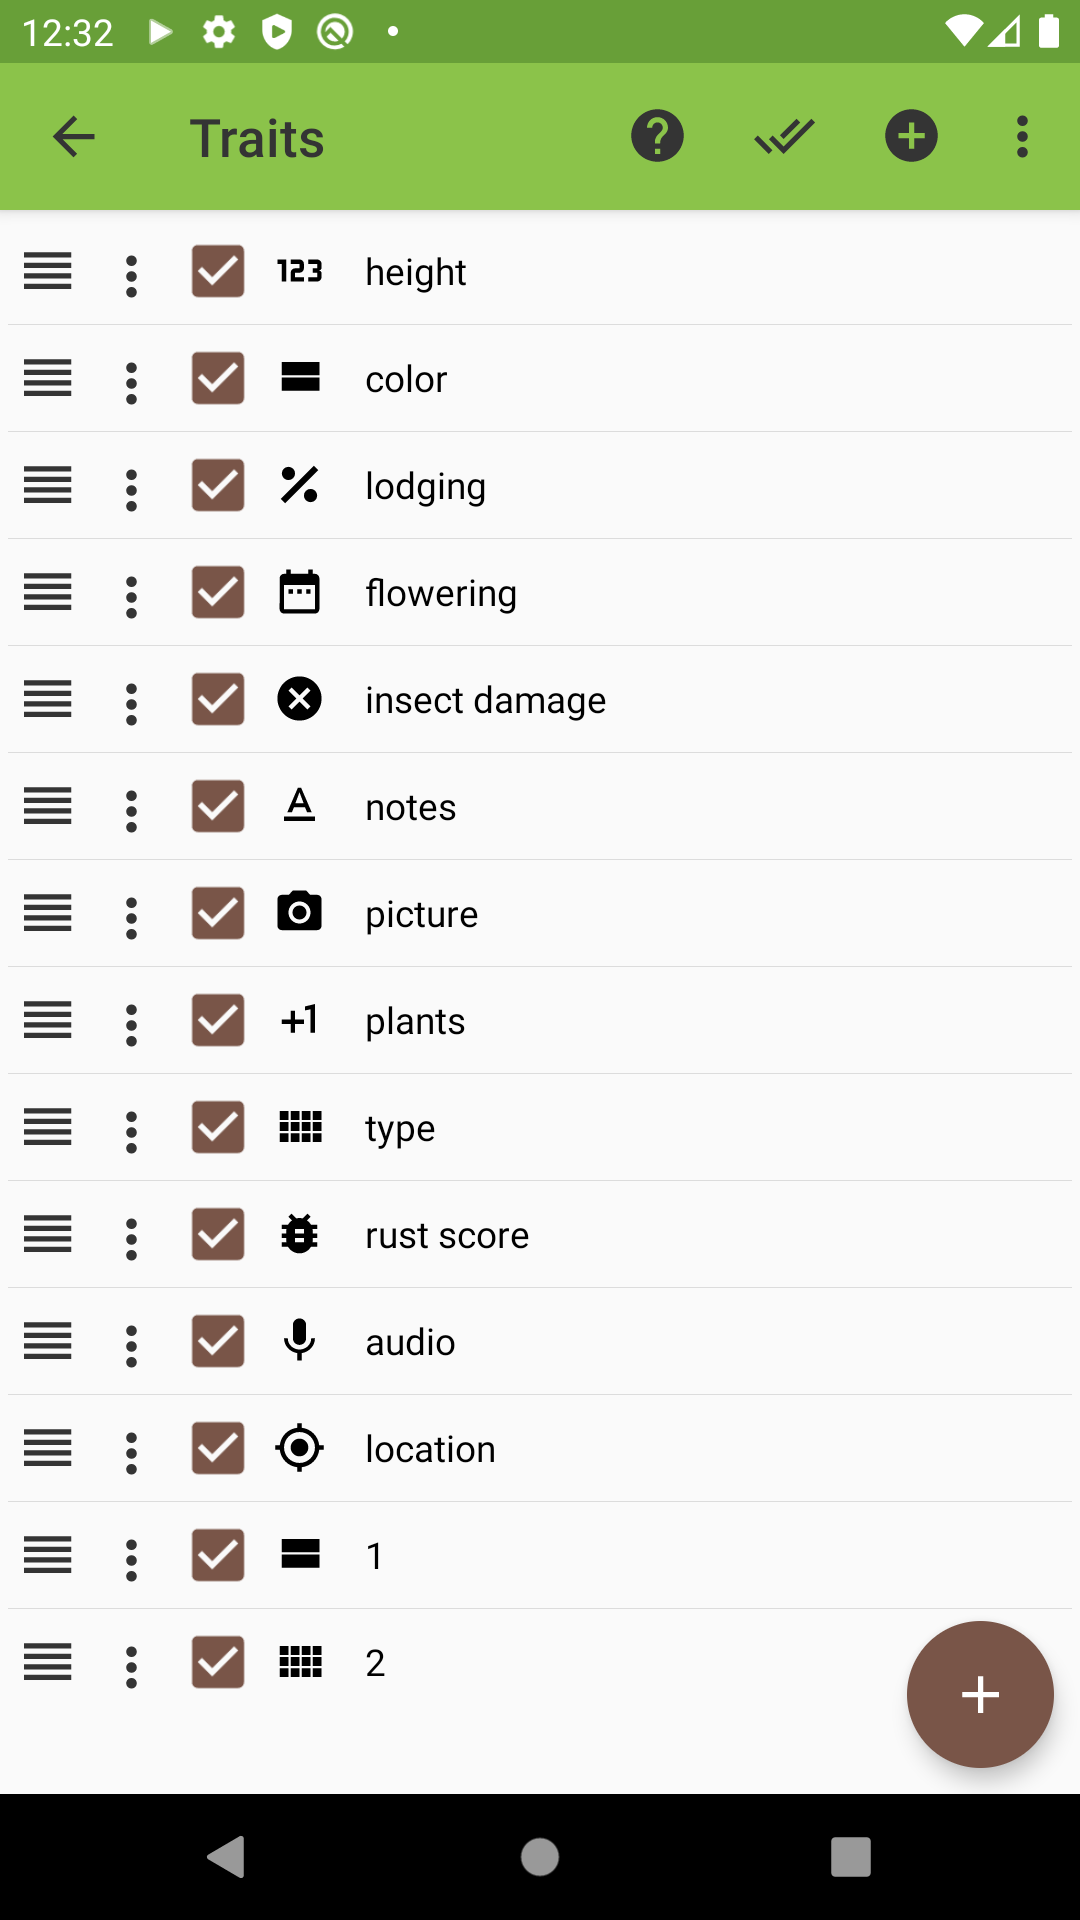 12:32
Traits
123 height
color
lodging
flowering
insect damage
A notes
picture
+1 plants
type
rust score
audio
location
1
2